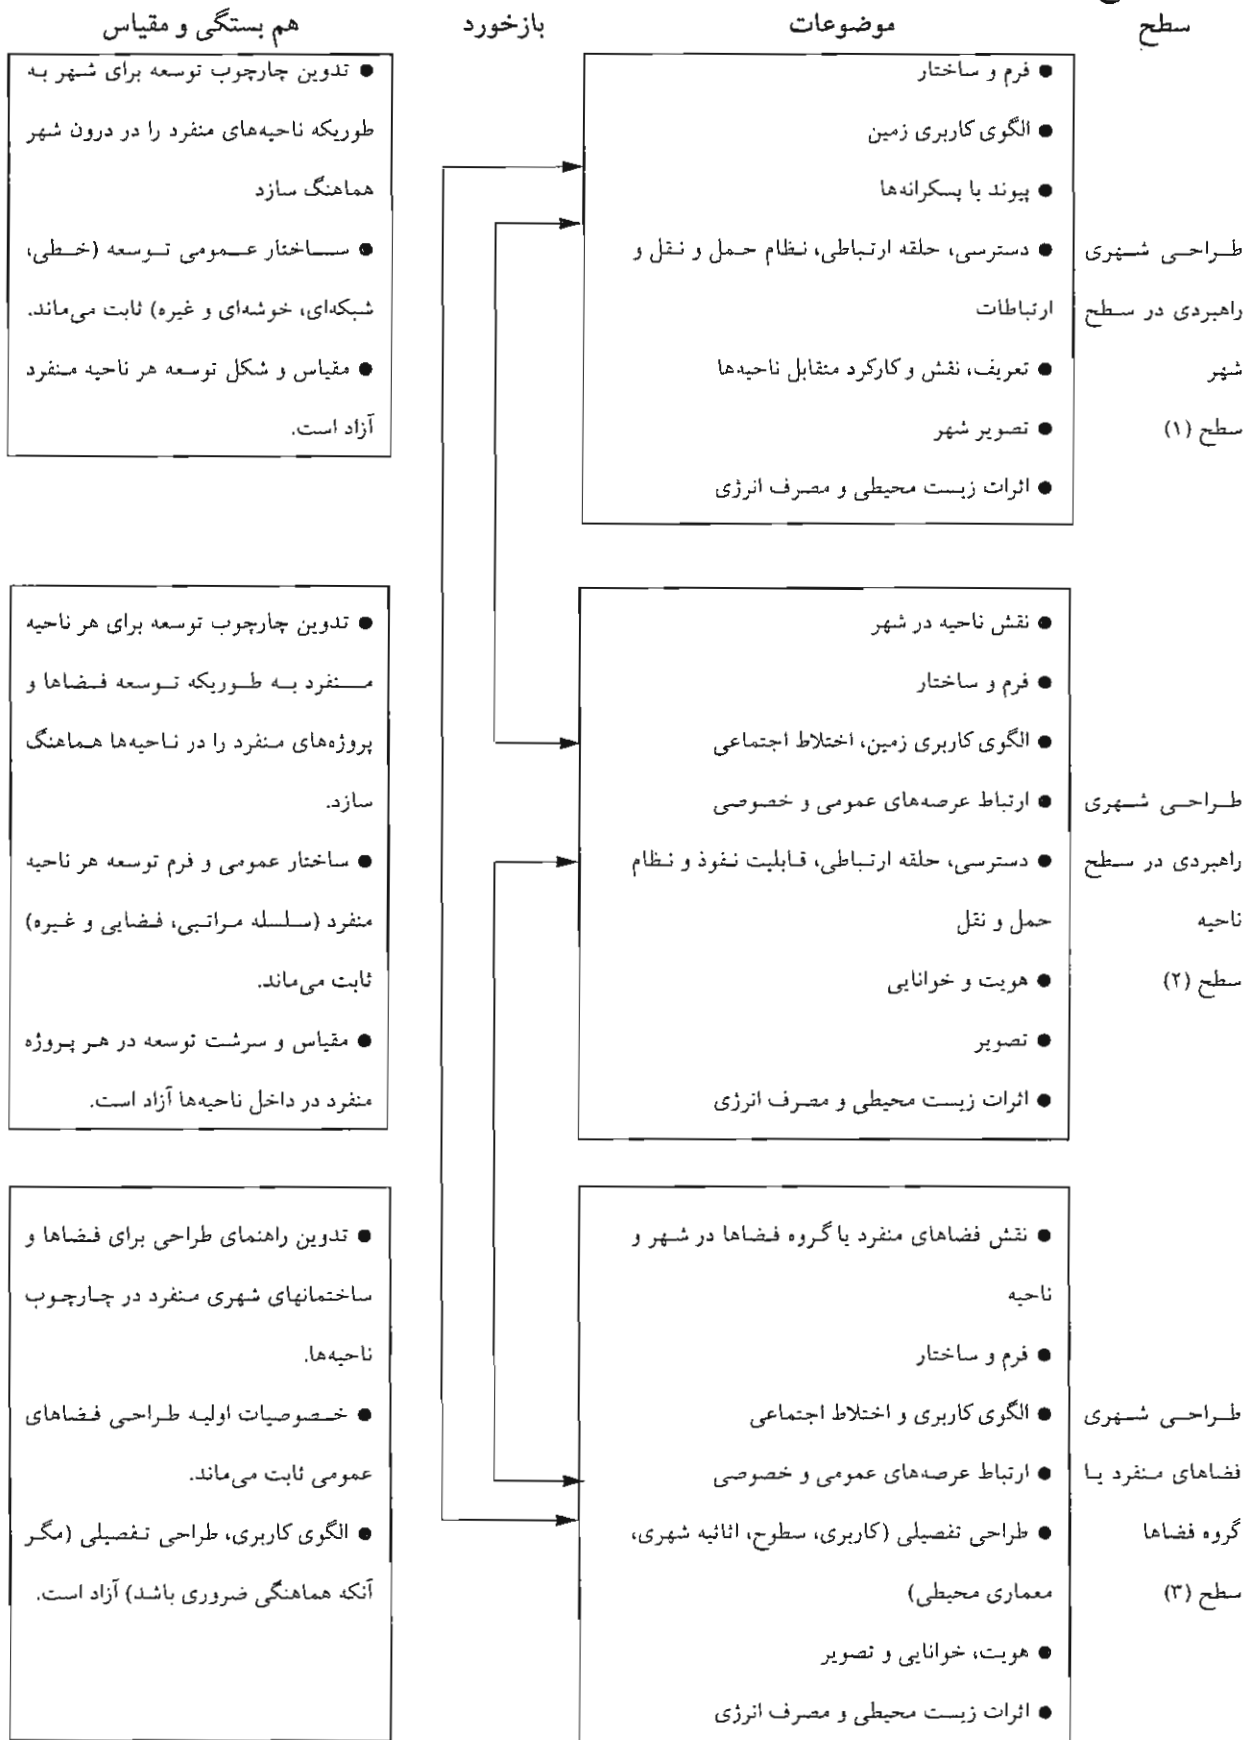 سطح
موضوعات
بازخورد
هم بستگی و مقیاس
طراحی شهری
راهبردی در سطح
شهر
سطح (۱)
● فرم و ساختار
● الگوی کاربری زمین
● پیوند با پسکرانه‌ها
● دسترسی، حلقه ارتباطی، نظام حمل و نقل و
ارتباطات
● تعریف، نقش و کارکرد متقابل ناحیه‌ها
● تصویر شهر
● اثرات زیست محیطی و مصرف انرژی
● تدوین چارچوب توسعه برای شهر به
طوریکه ناحیه‌های منفرد را در درون شهر
هماهنگ سازد
● ساختار عمومی توسعه (خطی،
شبکه‌ای، خوشه‌ای و غیره) ثابت می‌ماند.
● مقیاس و شکل توسعه هر ناحیه منفرد
آزاد است.
طراحی شهری
راهبردی در سطح
ناحیه
سطح (۲)
● نقش ناحیه در شهر
● فرم و ساختار
● الگوی کاربری زمین، اختلاط اجتماعی
● ارتباط عرصه‌های عمومی و خصوصی
● دسترسی، حلقه ارتباطی، قابلیت نفوذ و نظام
حمل و نقل
● هویت و خوانایی
● تصویر
● اثرات زیست محیطی و مصرف انرژی
● تدوین چارچوب توسعه برای هر ناحیه
منفرد به طوریکه توسعه فضاها و
پروژه‌های منفرد را در ناحیه‌ها هماهنگ
سازد.
● ساختار عمومی و فرم توسعه هر ناحیه
منفرد (سلسله مراتبی، فضایی و غیره)
ثابت می‌ماند.
● مقیاس و سرشت توسعه در هر پروژه
منفرد در داخل ناحیه‌ها آزاد است.
طراحی شهری
فضاهای منفرد یا
گروه فضاها
سطح (۳)
● نقش فضاهای منفرد یا گروه فضاها در شهر و
ناحیه
● فرم و ساختار
● الگوی کاربری و اختلاط اجتماعی
● ارتباط عرصه‌های عمومی و خصوصی
● طراحی تفصیلی (کاربری، سطوح، اثاثیه شهری،
معماری محیطی)
● هویت، خوانایی و تصویر
● اثرات زیست محیطی و مصرف انرژی
● تدوین راهنمای طراحی برای فضاها و
ساختمانهای شهری منفرد در چارچوب
ناحیه‌ها.
● خصوصیات اولیه طراحی فضاهای
عمومی ثابت می‌ماند.
● الگوی کاربری، طراحی تفصیلی (مگر
آنکه هماهنگی ضروری باشد) آزاد است.